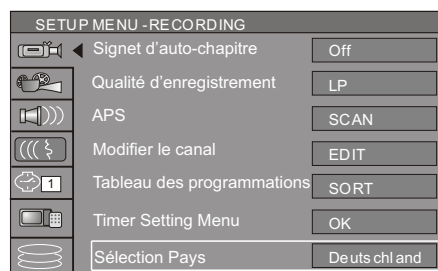 SETUP MENU - RECORDING
Signet d'auto-chapitre Off
Qualité d'enregistrement LP
APS SCAN
Modifier le canal EDIT
Tableau des programmations SORT
1
Timer Setting Menu OK
Sélection Pays Deutschland